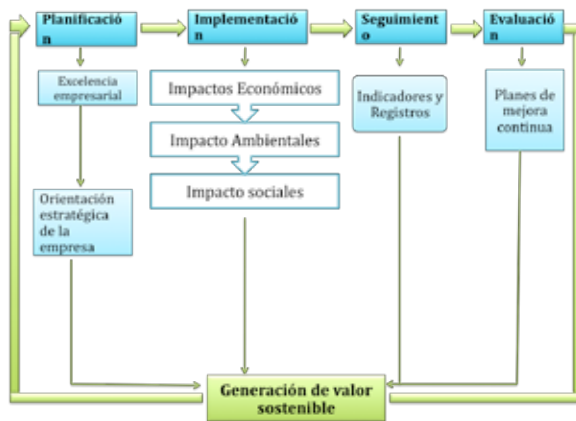 Planificació
n
Implementació
n
Seguimient
o
Evaluació
n
Excelencia
empresarial
Orientación
estratégica
de la
empresa
Impactos Económicos
Impacto Ambientales
Impacto sociales
Indicadores y
Registros
Planes de
mejora
continua
Generación de valor
sostenible